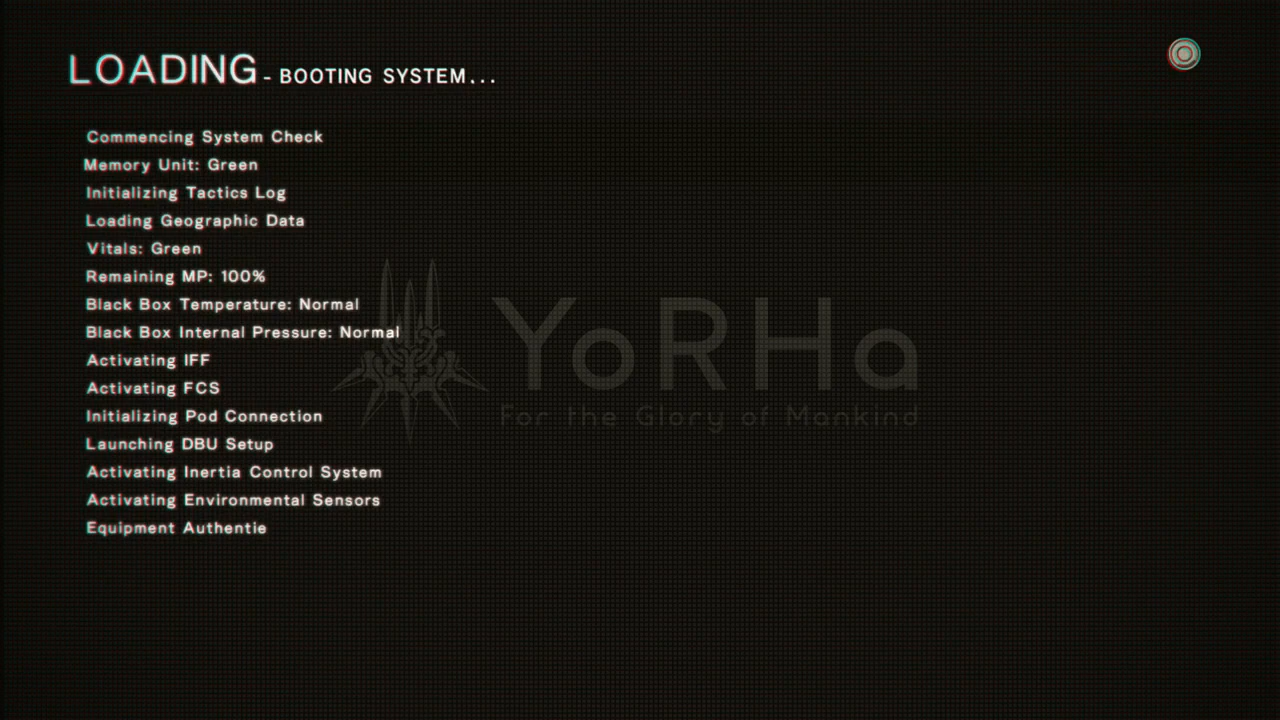 LOADING - BOOTING SYSTEM...
Commencing System Check
Memory Unit: Green
Initializing Tactics Log
Loading Geographic Data
Vitals: Green
Remaining MP: 100%
Black Box Temperature: Normal
Black Box Internal Pressure: Normal
Activating IFF
Activating FCS
Initializing Pod Connection
Launching DBU Setup
Activating Inertia Control System
Activating Environmental Sensors
Equipment Authentie
YoRHa
For the Glory of Mankind